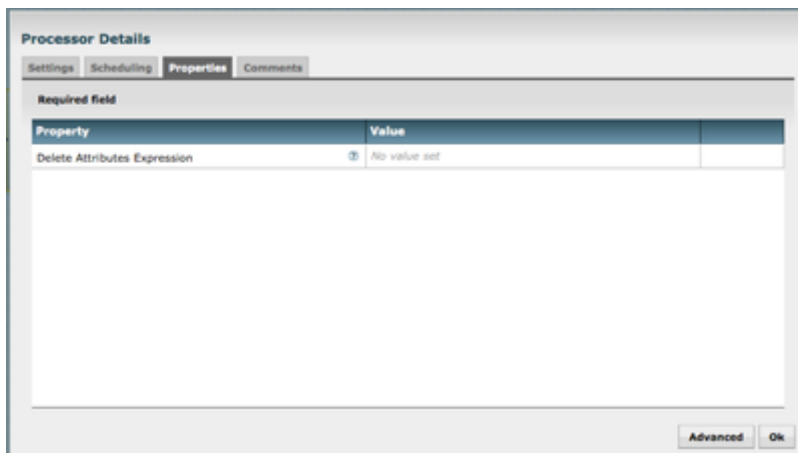 Processor Details
Settings Scheduling Properties Comments
Required field
Property Value
Delete Attributes Expression No value set
Advanced Ok